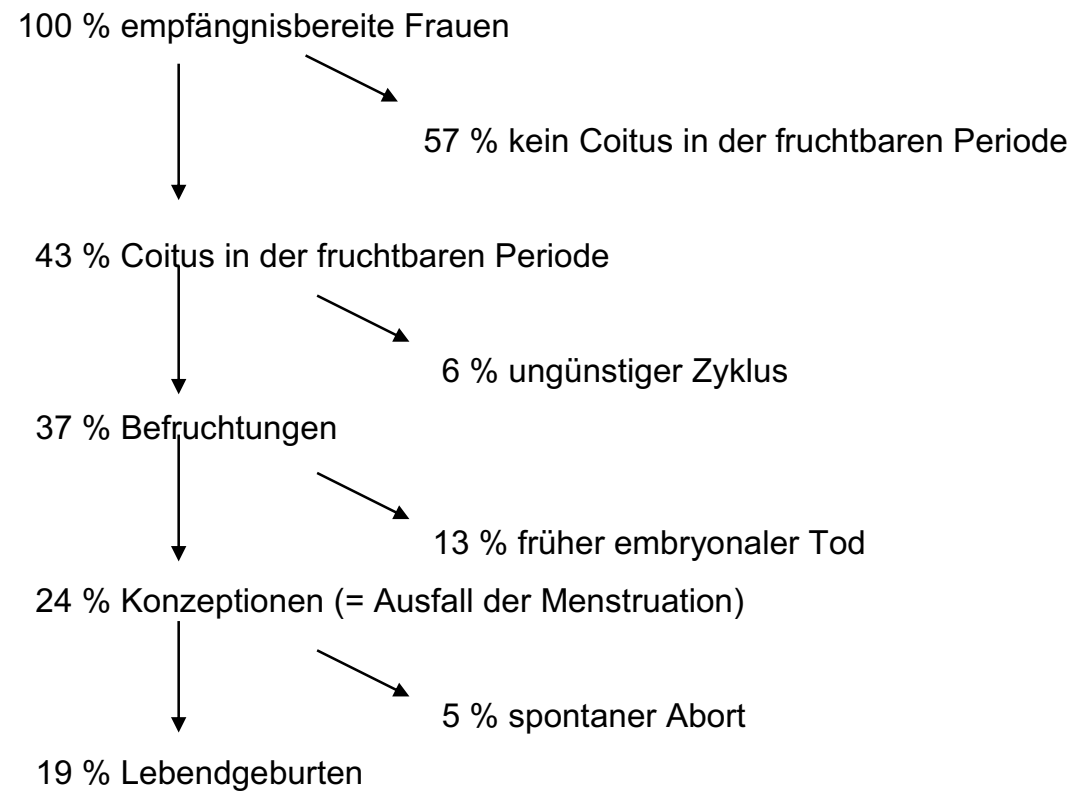 100 % empfängnisbereite Frauen
57 % kein Coitus in der fruchtbaren Periode
43 % Coitus in der fruchtbaren Periode
6 % ungünstiger Zyklus
37 % Befruchtungen
13 % früher embryonaler Tod
24 % Konzeptionen (= Ausfall der Menstruation)
5 % spontaner Abort
19 % Lebendgeburten